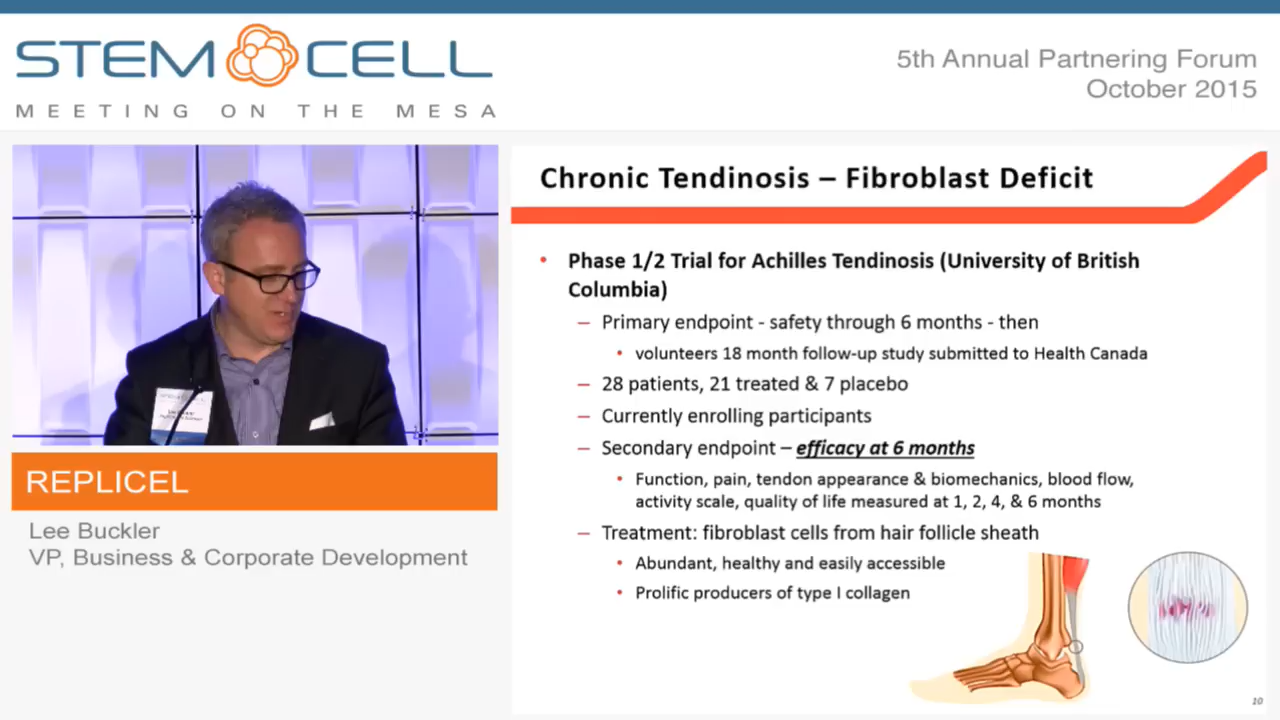 STEM CELL
MEETING ON THE MESA
5th Annual Partnering Forum
October 2015
REPLICEL
Lee Buckler
VP, Business & Corporate Development
Chronic Tendinosis – Fibroblast Deficit
• Phase 1/2 Trial for Achilles Tendinosis (University of British
Columbia)
– Primary endpoint - safety through 6 months - then
• volunteers 18 month follow-up study submitted to Health Canada
– 28 patients, 21 treated & 7 placebo
– Currently enrolling participants
– Secondary endpoint – efficacy at 6 months
• Function, pain, tendon appearance & biomechanics, blood flow,
activity scale, quality of life measured at 1, 2, 4, & 6 months
– Treatment: fibroblast cells from hair follicle sheath
• Abundant, healthy and easily accessible
• Prolific producers of type I collagen
10